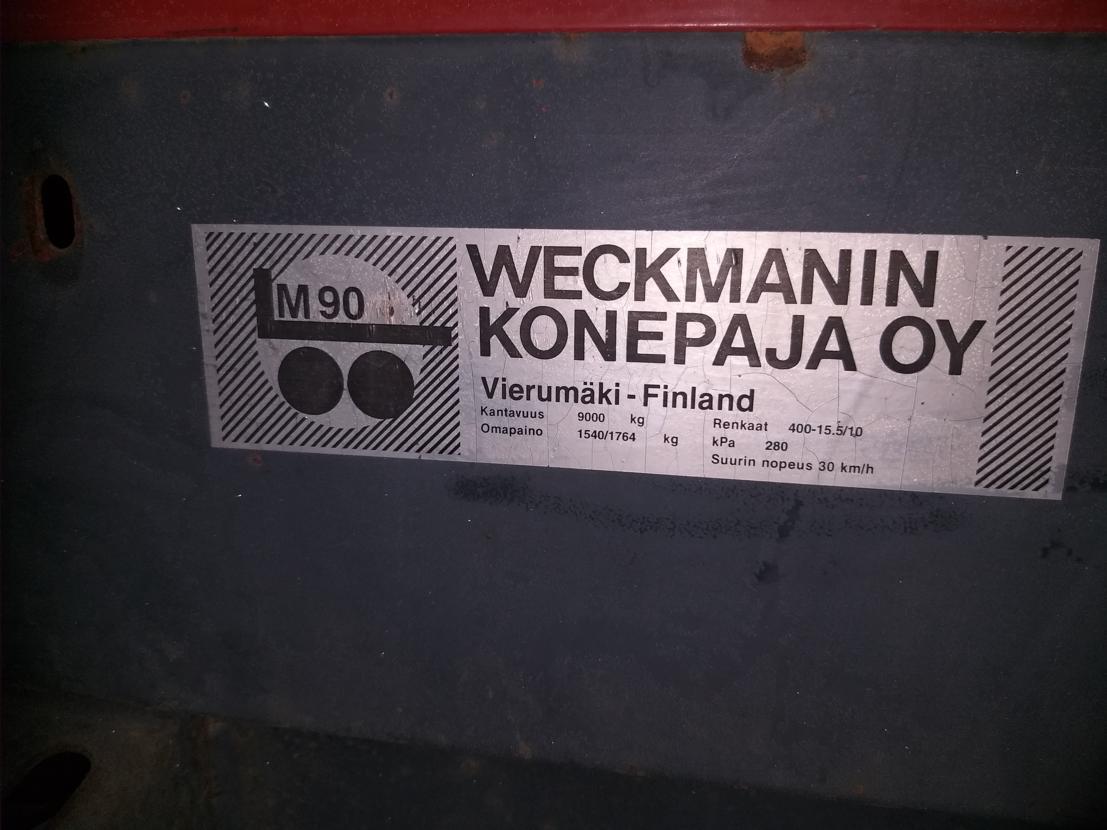 M90
WECKMANIN
KONEPAJA OY
Vierumäki - Finland
Kantavuus 9000 kg
Omapaino 1540/1764 kg
Renkaat 400-15.5/10
kPa 280
Suurin nopeus 30 km/h